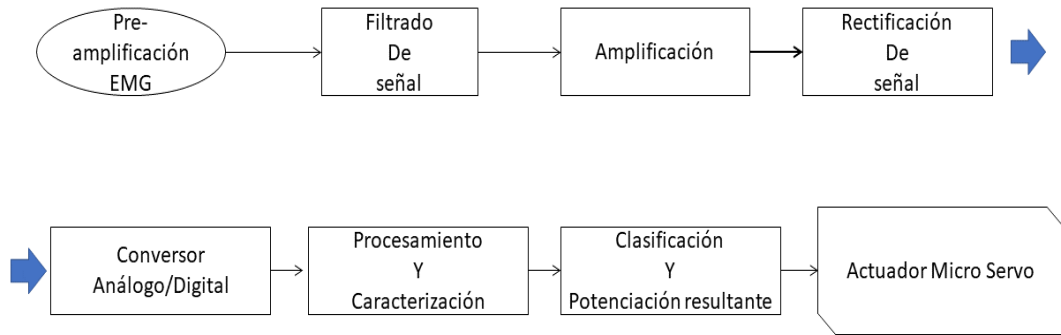 Pre-
amplificación
EMG
Filtrado
De
señal
Amplificación
Rectificación
De
señal
Conversor
Análogo/Digital
Procesamiento
Y
Caracterización
Clasificación
Y
Potenciación resultante
Actuador Micro Servo